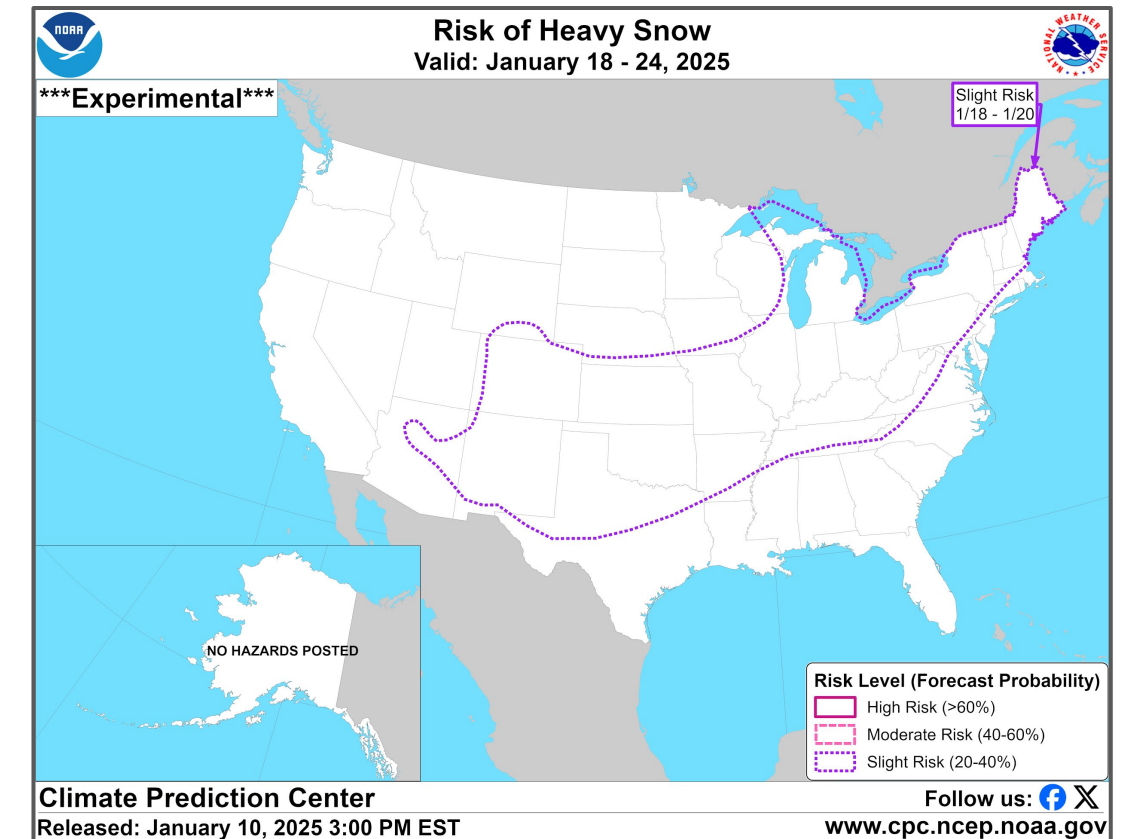 NOAA
Risk of Heavy Snow
Valid: January 18 - 24, 2025
NATIONAL WEATHER SERVICE
***Experimental***
Slight Risk
1/18 - 1/20
NO HAZARDS POSTED
Risk Level (Forecast Probability)
High Risk (>60%)
Moderate Risk (40-60%)
Slight Risk (20-40%)
Climate Prediction Center
Follow us:
Released: January 10, 2025 3:00 PM EST
www.cpc.ncep.noaa.gov